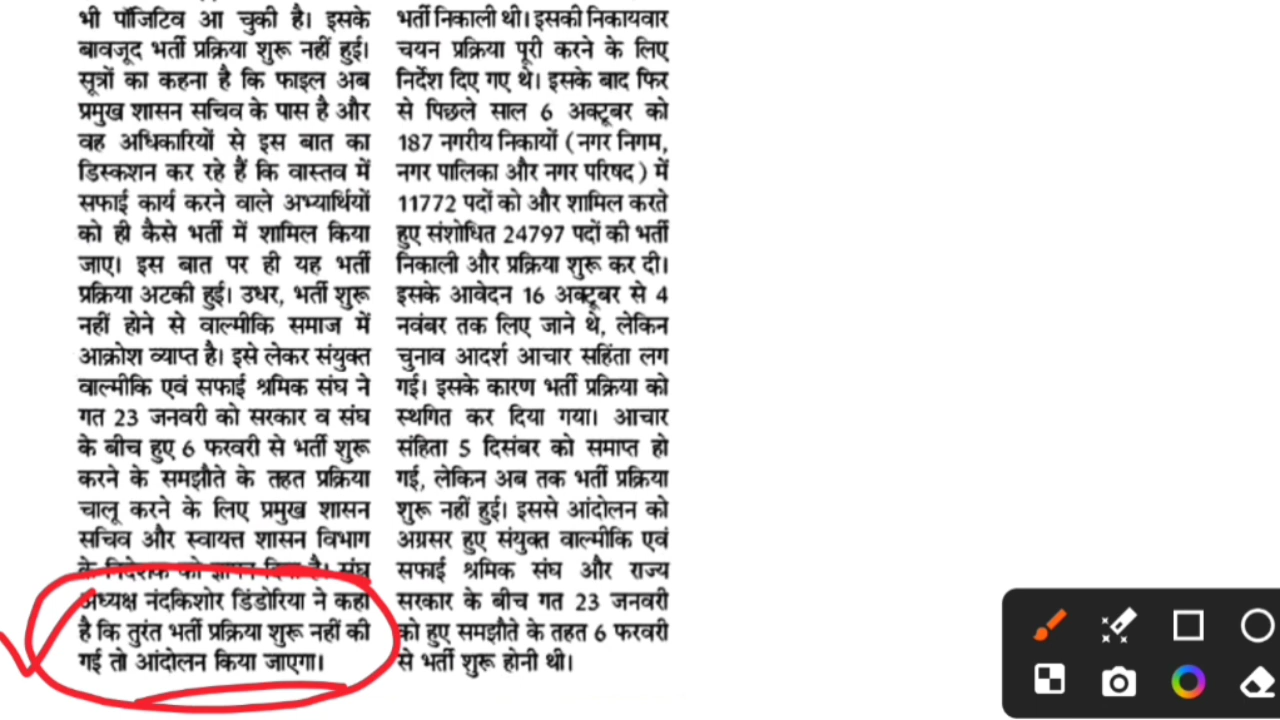 भी पॉजिटिव आ चुकी है। इसके
बावजूद भर्ती प्रक्रिया शुरू नहीं हुई।
सूत्रों का कहना है कि फाइल अब
प्रमुख शासन सचिव के पास है और
वह अधिकारियों से इस बात का
डिस्कशन कर रहे हैं कि वास्तव में
सफाई कार्य करने वाले अभ्यार्थियों
को ही कैसे भर्ती में शामिल किया
जाए। इस बात पर ही यह भर्ती
प्रक्रिया अटकी हुई। उधर, भर्ती शुरू
नहीं होने से वाल्मीकि समाज में
आक्रोश व्याप्त है। इसे लेकर संयुक्त
वाल्मीकि एवं सफाई श्रमिक संघ ने
गत 23 जनवरी को सरकार व संघ
के बीच हुए 6 फरवरी से भर्ती शुरू
करने के समझौते के तहत प्रक्रिया
चालू करने के लिए प्रमुख शासन
सचिव और स्वायत्त शासन विभाग
के निदेशक को ज्ञापन दिया है। संघ
अध्यक्ष नंदकिशोर डिंडोरिया ने कहा
है कि तुरंत भर्ती प्रक्रिया शुरू नहीं की
गई तो आंदोलन किया जाएगा।
भर्ती निकाली थी। इसकी निकायवार
चयन प्रक्रिया पूरी करने के लिए
निर्देश दिए गए थे। इसके बाद फिर
से पिछले साल 6 अक्टूबर को
187 नगरीय निकायों (नगर निगम,
नगर पालिका और नगर परिषद) में
11772 पदों को और शामिल करते
हुए संशोधित 24797 पदों की भर्ती
निकाली और प्रक्रिया शुरू कर दी।
इसके आवेदन 16 अक्टूबर से 4
नवंबर तक लिए जाने थे, लेकिन
चुनाव आदर्श आचार सहिंता लग
गई। इसके कारण भर्ती प्रक्रिया को
स्थगित कर दिया गया। आचार
संहिता 5 दिसंबर को समाप्त हो
गई, लेकिन अब तक भर्ती प्रक्रिया
शुरू नहीं हुई। इससे आंदोलन को
अग्रसर हुए संयुक्त वाल्मीकि एवं
सफाई श्रमिक संघ और राज्य
सरकार के बीच गत 23 जनवरी
को हुए समझौते के तहत 6 फरवरी
से भर्ती शुरू होनी थी।